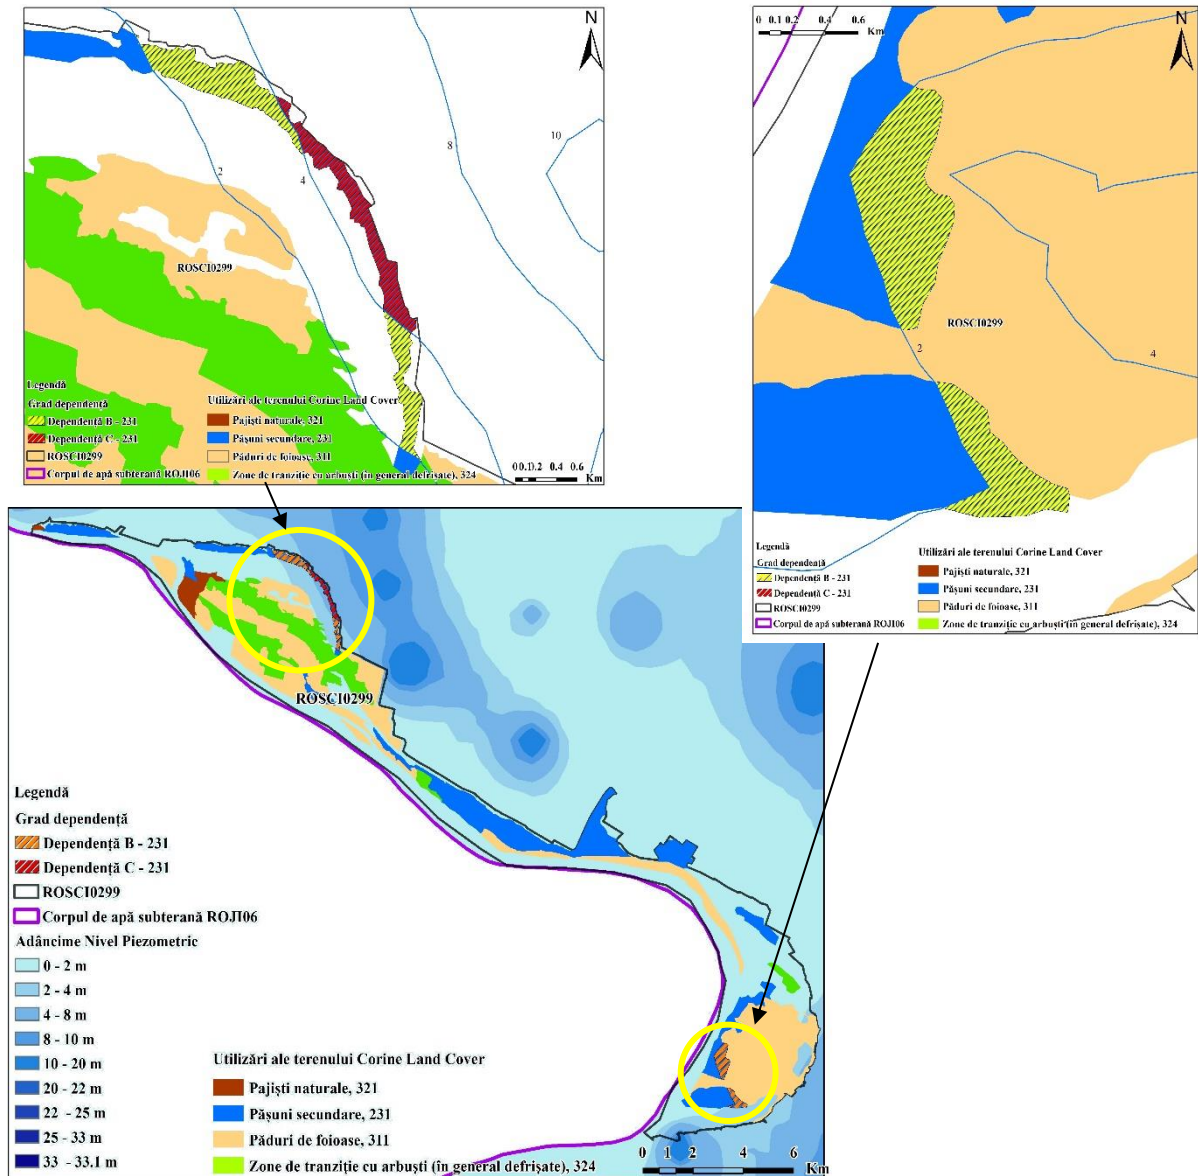 N
2
4
8
10
ROSCI0299
Legendă
Grad dependență
Dependență B - 231
Dependență C - 231
ROSCI0299
Corpul de apă subterană ROJI06
Utilizări ale terenului Corine Land Cover
Pajiști naturale, 321
Pășuni secundare, 231
Păduri de foioase, 311
Zone de tranziție cu arbuști (în general defrișate), 324
0 0.1 0.2 0.4 0.6
Km
0 0.1 0.2 0.4 0.6
Km
N
ROSCI0299
2
4
Legendă
Grad dependență
Dependență B - 231
Dependență C - 231
ROSCI0299
Corpul de apă subterană ROJI06
Utilizări ale terenului Corine Land Cover
Pajiști naturale, 321
Pășuni secundare, 231
Păduri de foioase, 311
Zone de tranziție cu arbuști (în general defrișate), 324
ROSCI0299
Legendă
Grad dependență
Dependență B - 231
Dependență C - 231
ROSCI0299
Corpul de apă subterană ROJI06
Adâncime Nivel Piezometric
0 - 2 m
2 - 4 m
4 - 8 m
8 - 10 m
10 - 20 m
20 - 22 m
22 - 25 m
25 - 33 m
33 - 33.1 m
Utilizări ale terenului Corine Land Cover
Pajiști naturale, 321
Pășuni secundare, 231
Păduri de foioase, 311
Zone de tranziție cu arbuști (în general defrișate), 324
0 1 2 4 6
Km